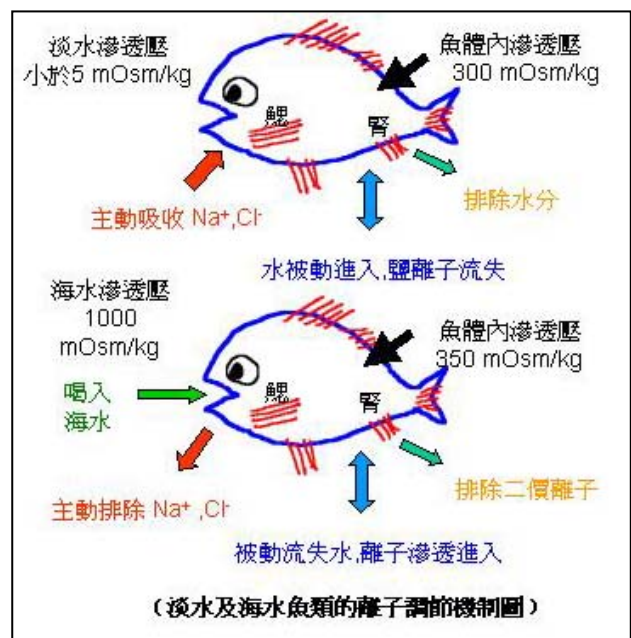 淡水滲透壓
小於5 mOsm/kg
魚體內滲透壓
300 mOsm/kg
鰓
腎
主動吸收 Na⁺,Cl⁻
排除水分
水被動進入,鹽離子流失
海水滲透壓
1000
mOsm/kg
魚體內滲透壓
350 mOsm/kg
喝入
海水
鰓
腎
主動排除 Na⁺ ,Cl⁻
排除二價離子
被動流失水,離子滲透進入
(淡水及海水魚類的離子調節機制圖)